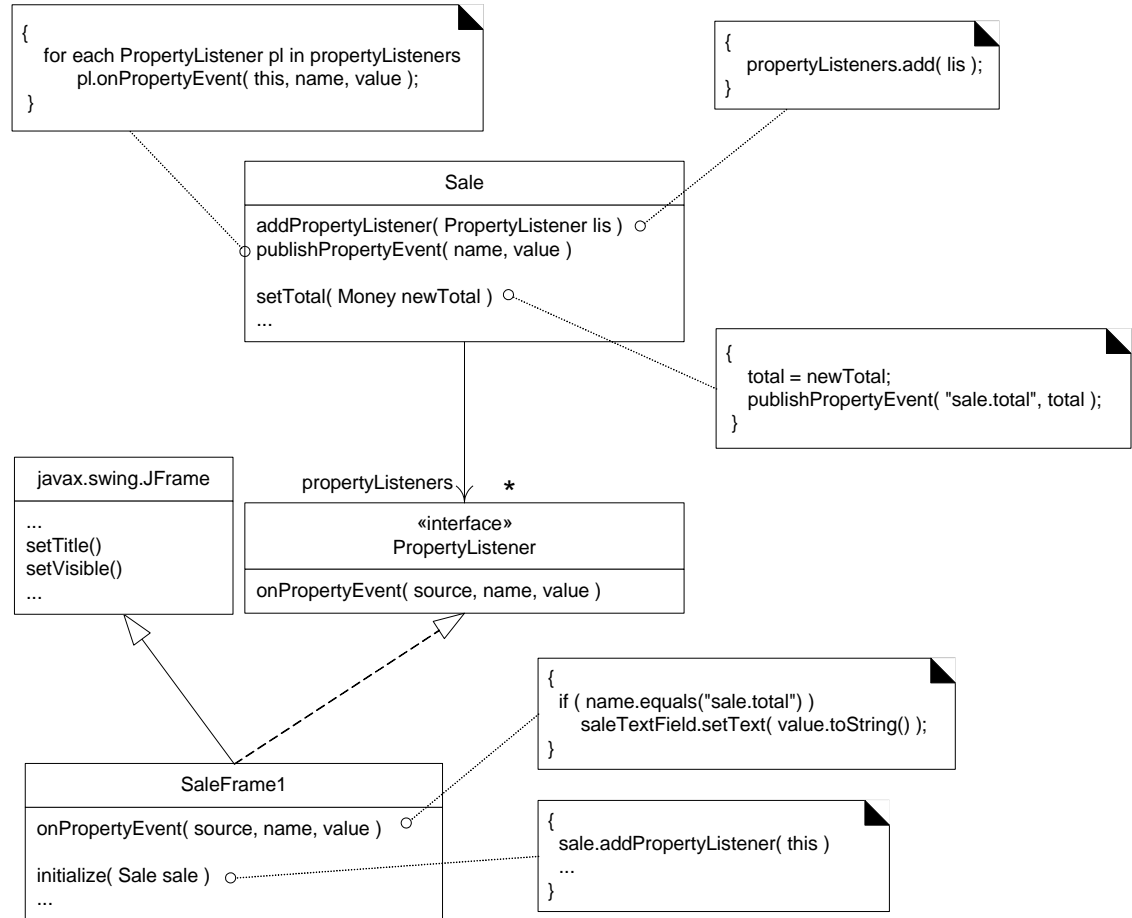 {
for each PropertyListener pl in propertyListeners
pl.onPropertyEvent( this, name, value );
}
{
propertyListeners.add( lis );
}
Sale
addPropertyListener( PropertyListener lis )
publishPropertyEvent( name, value )
setTotal( Money newTotal )
...
{
total = newTotal;
publishPropertyEvent( "sale.total", total );
}
javax.swing.JFrame
...
setTitle()
setVisible()
...
propertyListeners *
«interface»
PropertyListener
onPropertyEvent( source, name, value )
{
if ( name.equals("sale.total") )
saleTextField.setText( value.toString() );
}
SaleFrame1
onPropertyEvent( source, name, value )
initialize( Sale sale )
...
{
sale.addPropertyListener( this )
...
}